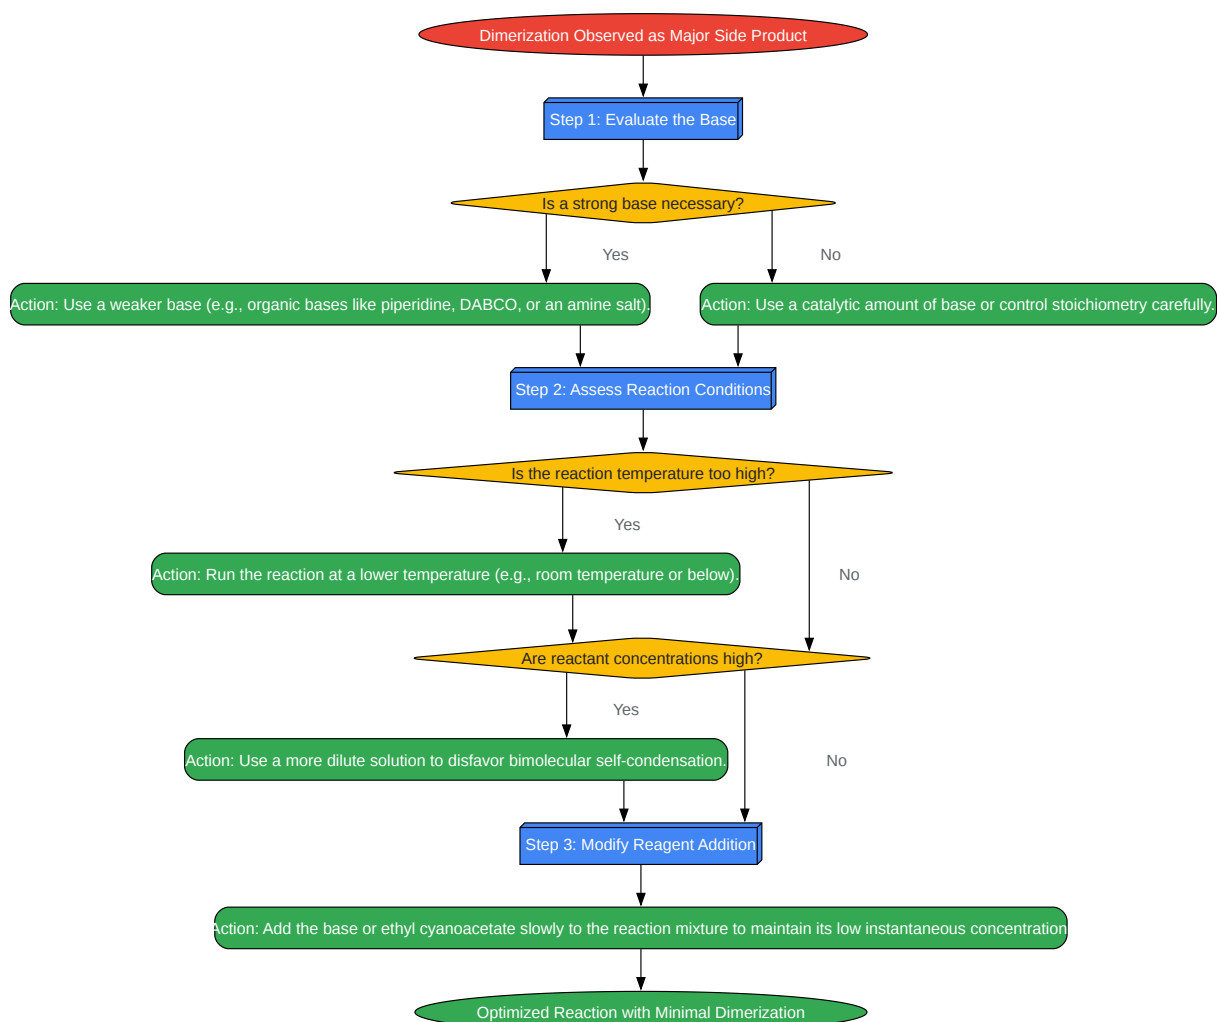 Dimerization Observed as Major Side Product
Step 1: Evaluate the Base
Is a strong base necessary?
Yes
No
Action: Use a weaker base (e.g., organic bases like piperidine, DABCO, or an amine salt).
Action: Use a catalytic amount of base or control stoichiometry carefully.
Step 2: Assess Reaction Conditions
Is the reaction temperature too high?
Yes
Action: Run the reaction at a lower temperature (e.g., room temperature or below).
No
Are reactant concentrations high?
Yes
Action: Use a more dilute solution to disfavor bimolecular self-condensation.
No
Step 3: Modify Reagent Addition
Action: Add the base or ethyl cyanoacetate slowly to the reaction mixture to maintain its low instantaneous concentration
Optimized Reaction with Minimal Dimerization